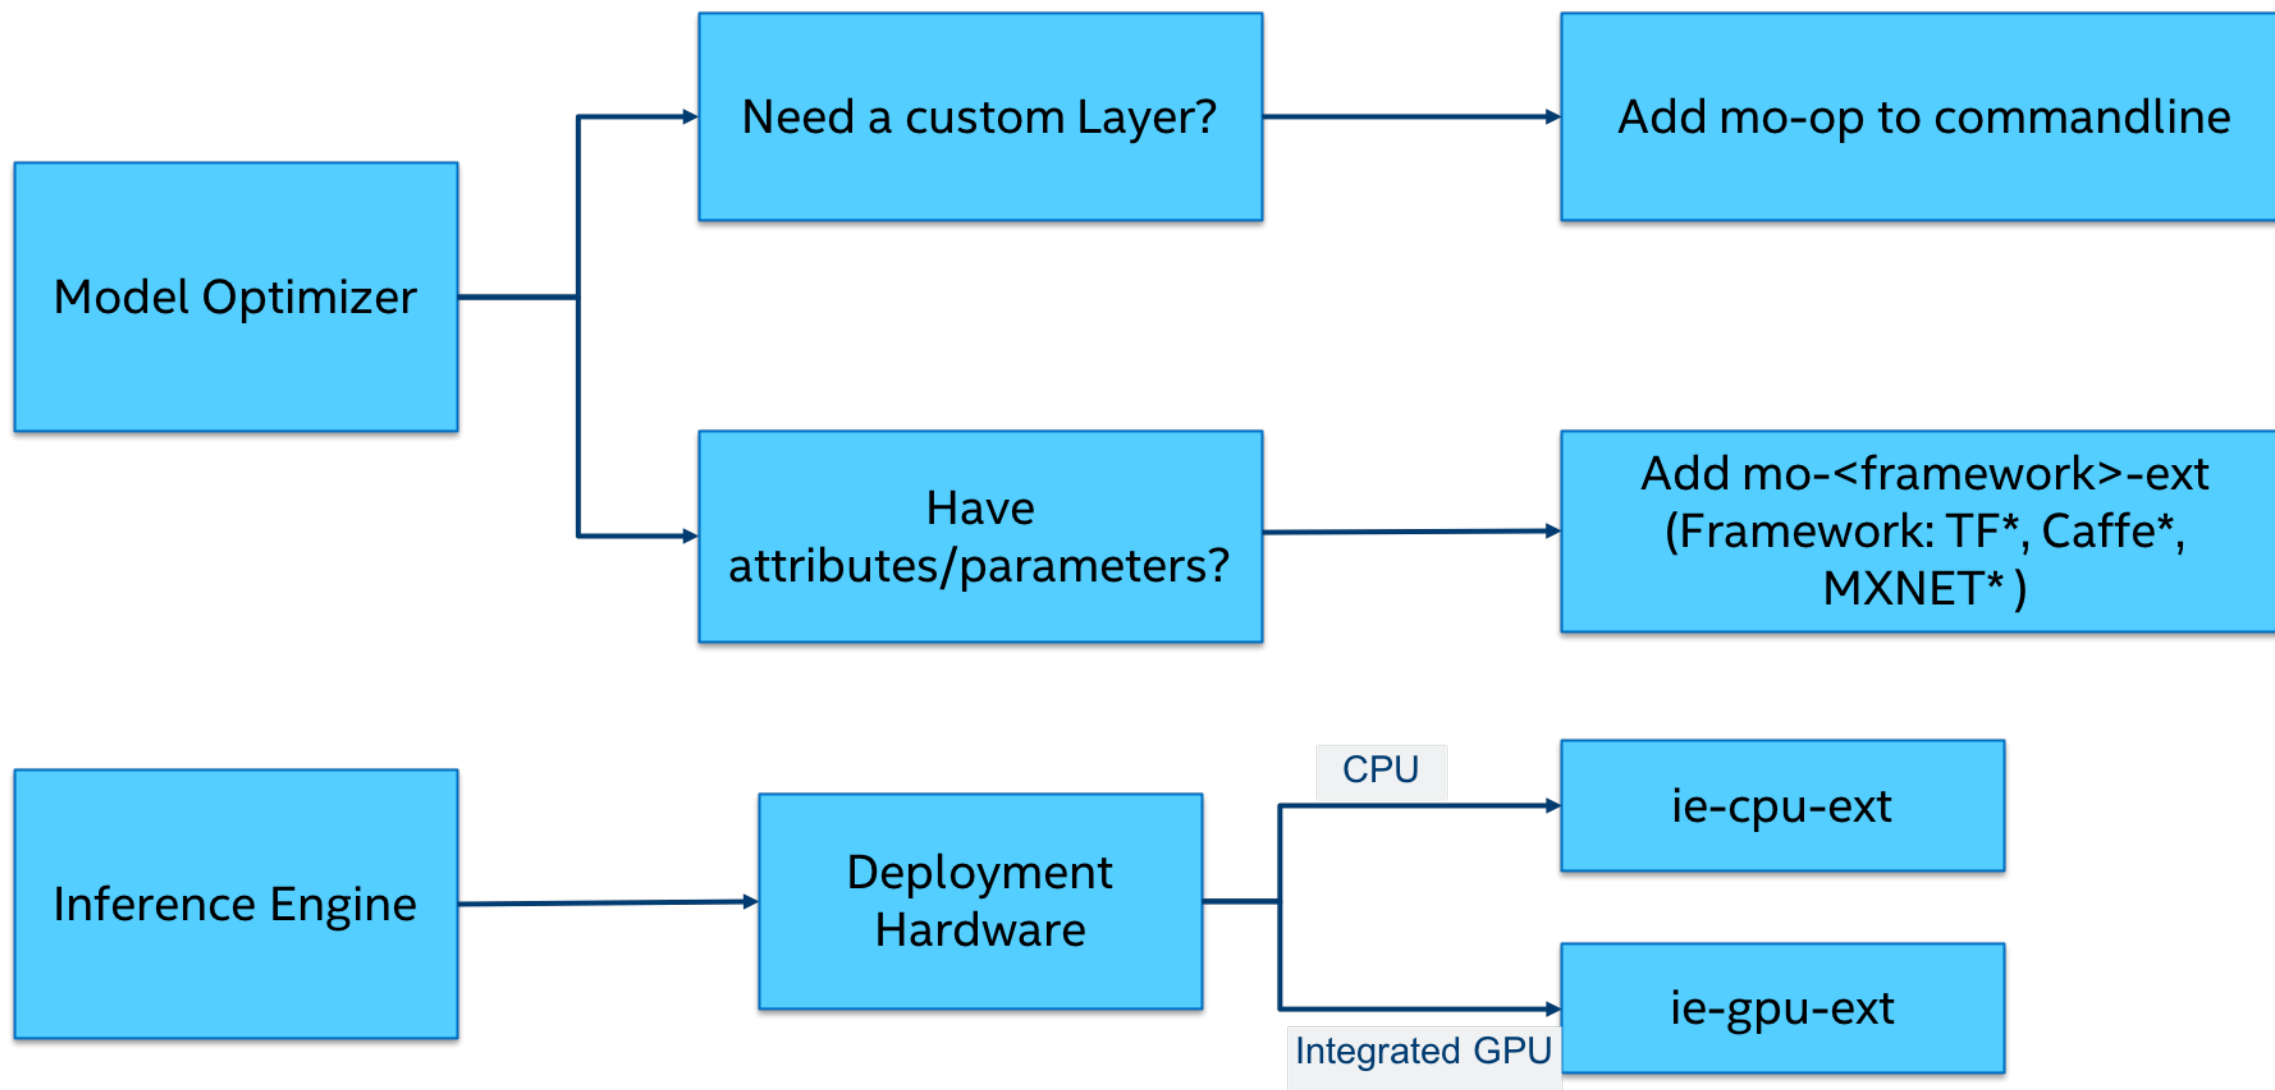 Need a custom Layer?
Add mo-op to commandline
Model Optimizer
Have
attributes/parameters?
Add mo-<framework>-ext
(Framework: TF*, Caffe*,
MXNET* )
CPU
ie-cpu-ext
Inference Engine
Deployment
Hardware
ie-gpu-ext
Integrated GPU